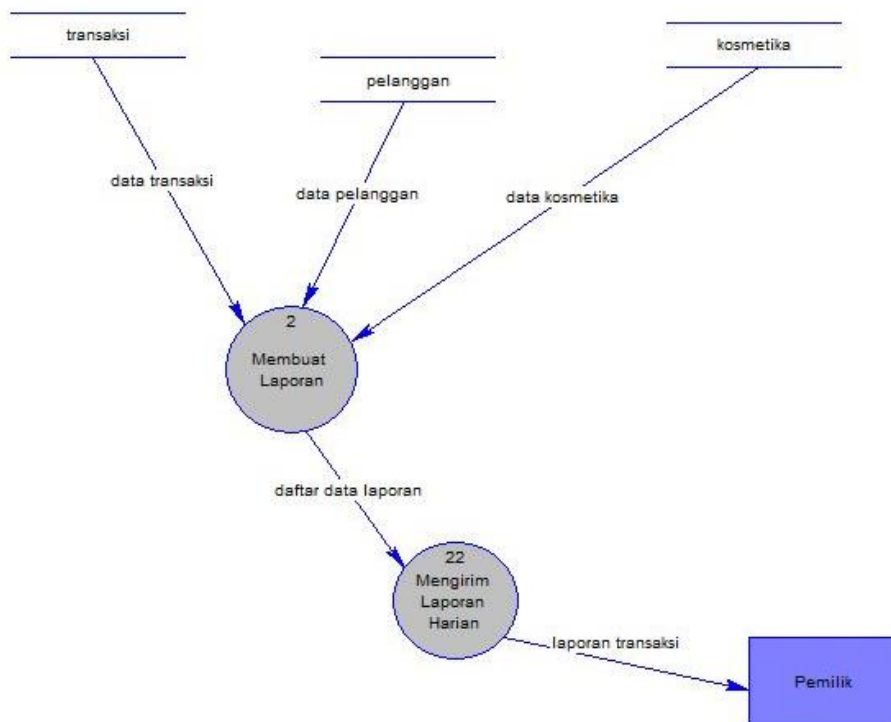 transaksi
pelanggan
kosmetika
data transaksi
data pelanggan
data kosmetika
2
Membuat
Laporan
daftar data laporan
22
Mengirim
Laporan
Harian
laporan transaksi
Pemilik